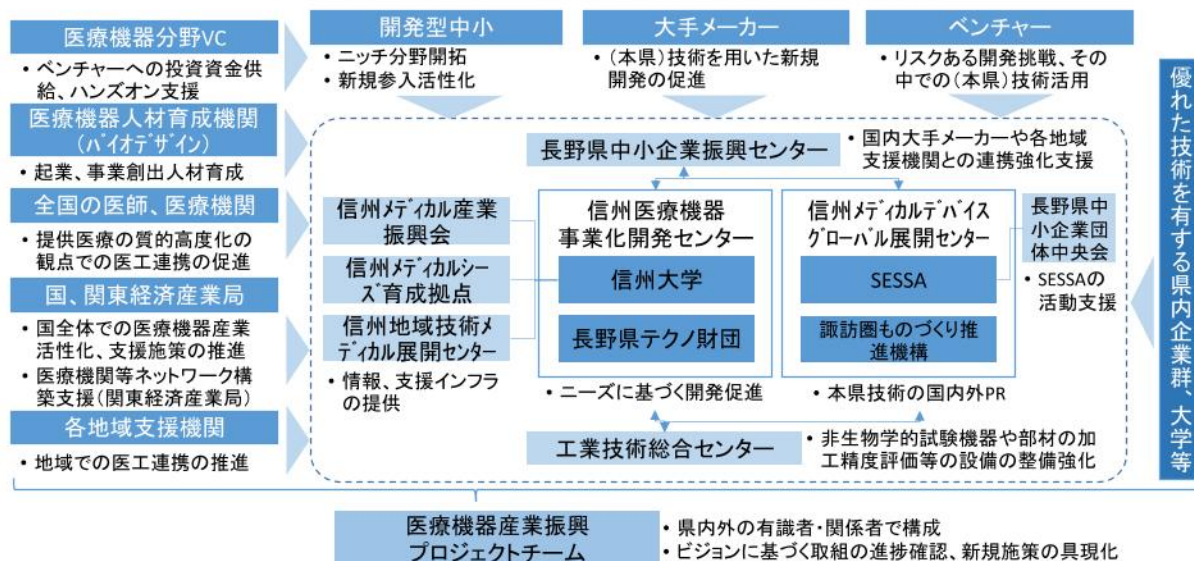 医療機器分野VC
• ベンチャーへの投資資金供
給、ハンズオン支援
医療機器人材育成機関
(バイオデザイン)
• 起業、事業創出人材育成
全国の医師、医療機関
• 提供医療の質的高度化の
観点での医工連携の促進
国、関東経済産業局
• 国全体での医療機器産業
活性化、支援施策の推進
• 医療機関等ネットワーク構
築支援(関東経済産業局)
各地域支援機関
• 地域での医工連携の推進
開発型中小
• ニッチ分野開拓
• 新規参入活性化
大手メーカー
• (本県)技術を用いた新規
開発の促進
ベンチャー
• リスクある開発挑戦、その
中での(本県)技術活用
長野県中小企業振興センター
• 国内大手メーカーや各地域
支援機関との連携強化支援
信州メディカル産業
振興会
信州メディカルシー
ズ育成拠点
信州地域技術メ
ディカル展開センター
• 情報、支援インフラ
の提供
信州医療機器
事業化開発センター
信州大学
長野県テクノ財団
• ニーズに基づく開発促進
信州メディカルデバイス
グローバル展開センター
SESSA
諏訪圏ものづくり推
進機構
• 本県技術の国内外PR
長野県中
小企業団
体中央会
• SESSAの
活動支援
工業技術総合センター
• 非生物学的試験機器や部材の加
工精度評価等の設備の整備強化
優れた技術を有する県内企業群、大学等
医療機器産業振興
プロジェクトチーム
• 県内外の有識者・関係者で構成
• ビジョンに基づく取組の進捗確認、新規施策の具現化